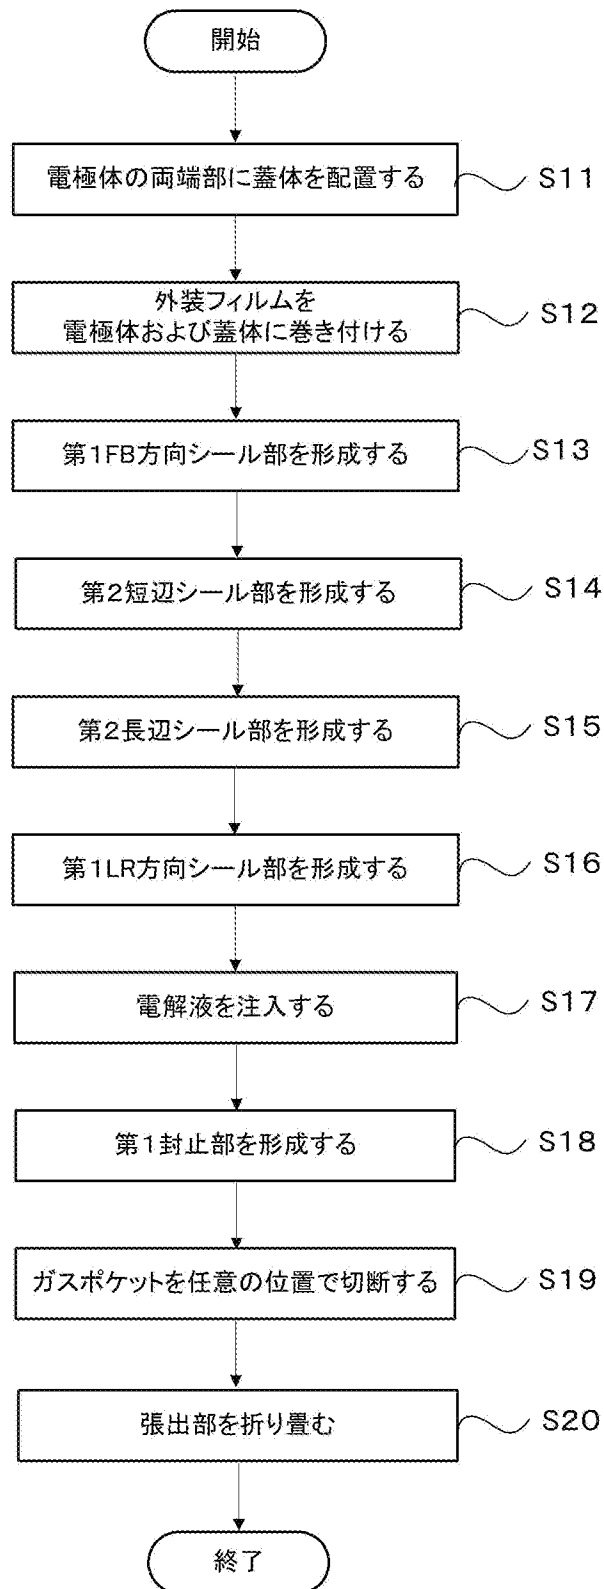 開始
電極体の両端部に蓋体を配置する
S11
外装フィルムを
電極体および蓋体に巻き付ける
S12
第1FB方向シール部を形成する
S13
第2短辺シール部を形成する
S14
第2長辺シール部を形成する
S15
第1LR方向シール部を形成する
S16
電解液を注入する
S17
第1封止部を形成する
S18
ガスポケットを任意の位置で切断する
S19
張出部を折り畳む
S20
終了